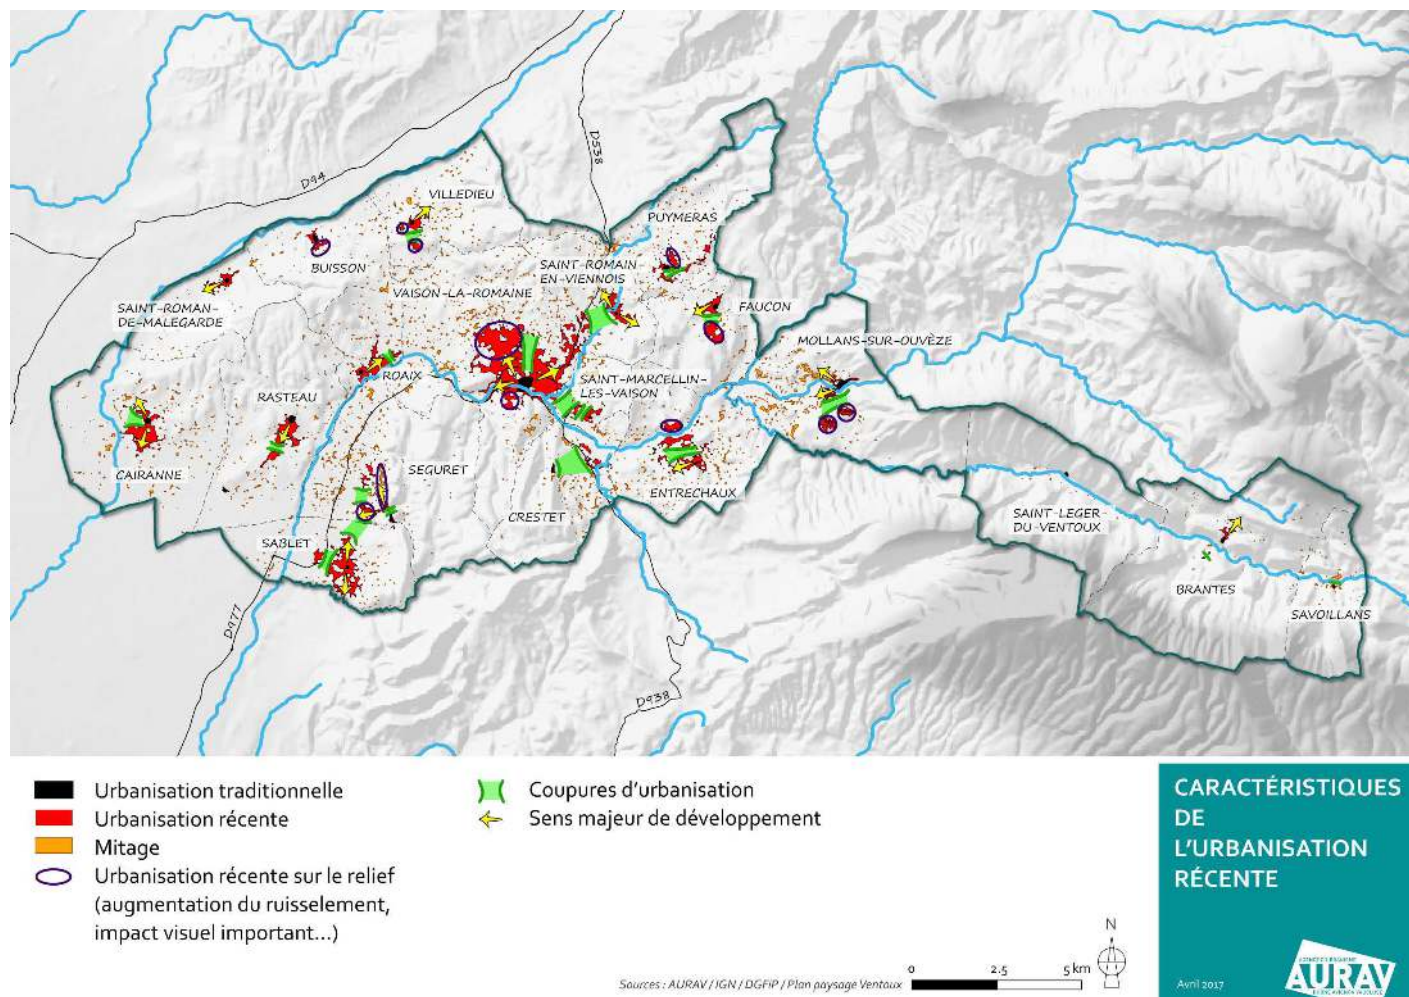 D94
D538
VILLEDIEU
PUYMERAS
BUISSON
SAINT-ROMAIN-
EN-VIENNOIS
VAISON-LA-ROMAINE
SAINT-ROMAN-
DE-MALEGARDE
FAUCON
MOLLANS-SUR-OUVÈZE
ROAIX
SAINT-MARCELLIN-
LES-VAISON
RASTEAU
CAIRANNE
SEGURET
ENTRECHAUX
CRESTET
SAINT-LEGER-
DU-VENTOUX
SABLET
BRANTES
SAVOILLANS
D977
D938
Urbanisation traditionnelle
Urbanisation récente
Mitage
Urbanisation récente sur le relief
(augmentation du ruisselement,
impact visuel important...)
Coupures d'urbanisation
Sens majeur de développement
CARACTÉRISTIQUES
DE
L'URBANISATION
RÉCENTE
N
0 2.5 5 km
Sources : AURAV / IGN / DGFiP / Plan paysage Ventoux
Avril 2017
AURAV